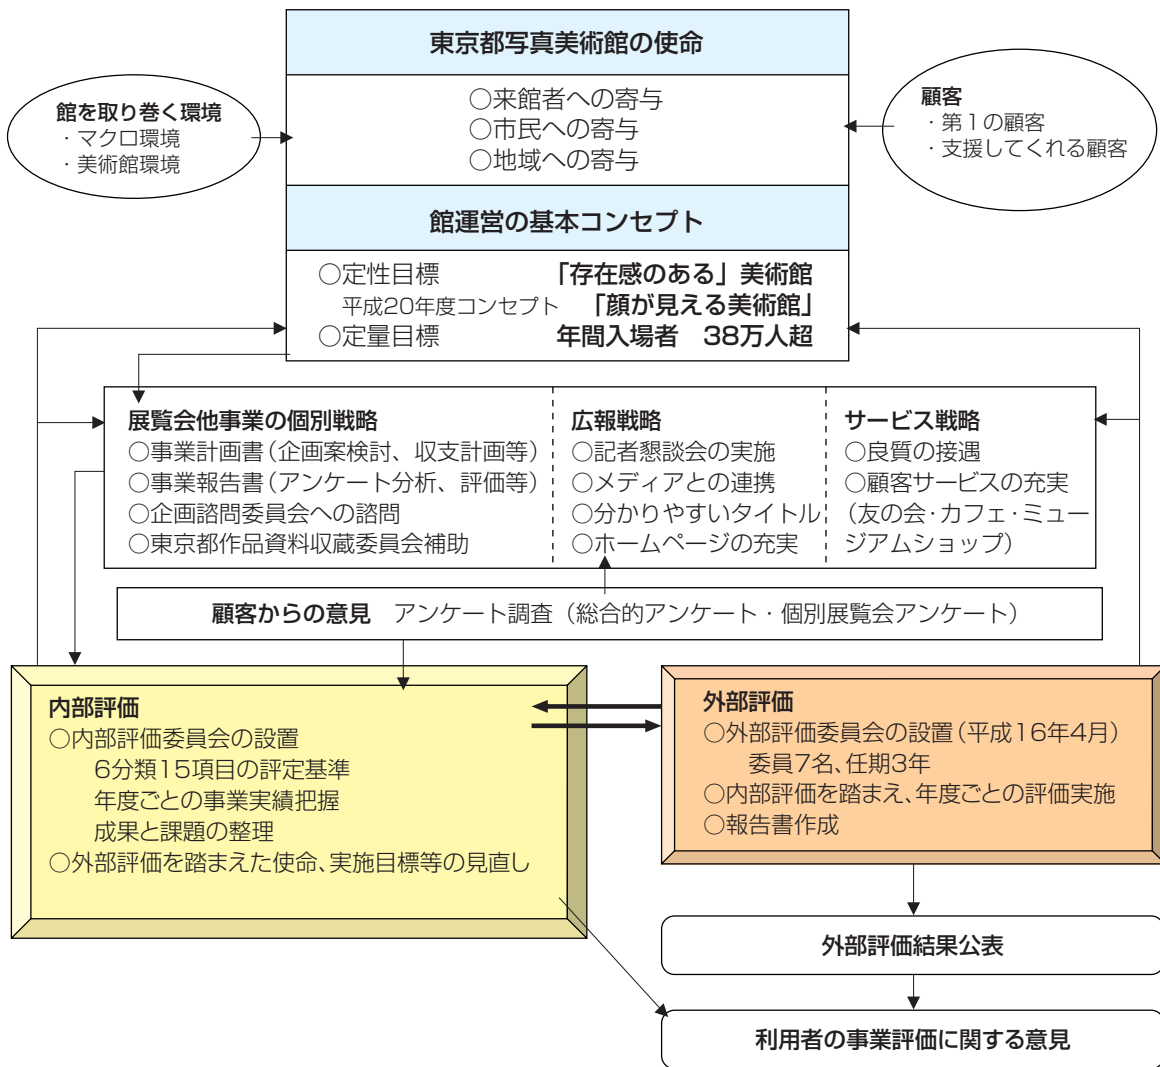 東京都写真美術館の使命
○来館者への寄与
○市民への寄与
○地域への寄与
館を取り巻く環境
・マクロ環境
・美術館環境
顧客
・第1の顧客
・支援してくれる顧客
館運営の基本コンセプト
○定性目標　「存在感のある」美術館
平成20年度コンセプト　「顔が見える美術館」
○定量目標　年間入場者　38万人超
展覧会他事業の個別戦略
○事業計画書（企画案検討、収支計画等）
○事業報告書（アンケート分析、評価等）
○企画諮問委員会への諮問
○東京都作品資料収蔵委員会補助
広報戦略
○記者懇談会の実施
○メディアとの連携
○分かりやすいタイトル
○ホームページの充実
サービス戦略
○良質の接遇
○顧客サービスの充実
（友の会・カフェ・ミュー
ジアムショップ）
顧客からの意見　アンケート調査（総合的アンケート・個別展覧会アンケート）
内部評価
○内部評価委員会の設置
6分類15項目の評定基準
年度ごとの事業実績把握
成果と課題の整理
○外部評価を踏まえた使命、実施目標等の見直し
外部評価
○外部評価委員会の設置（平成16年4月）
委員7名、任期3年
○内部評価を踏まえ、年度ごとの評価実施
○報告書作成
外部評価結果公表
利用者の事業評価に関する意見